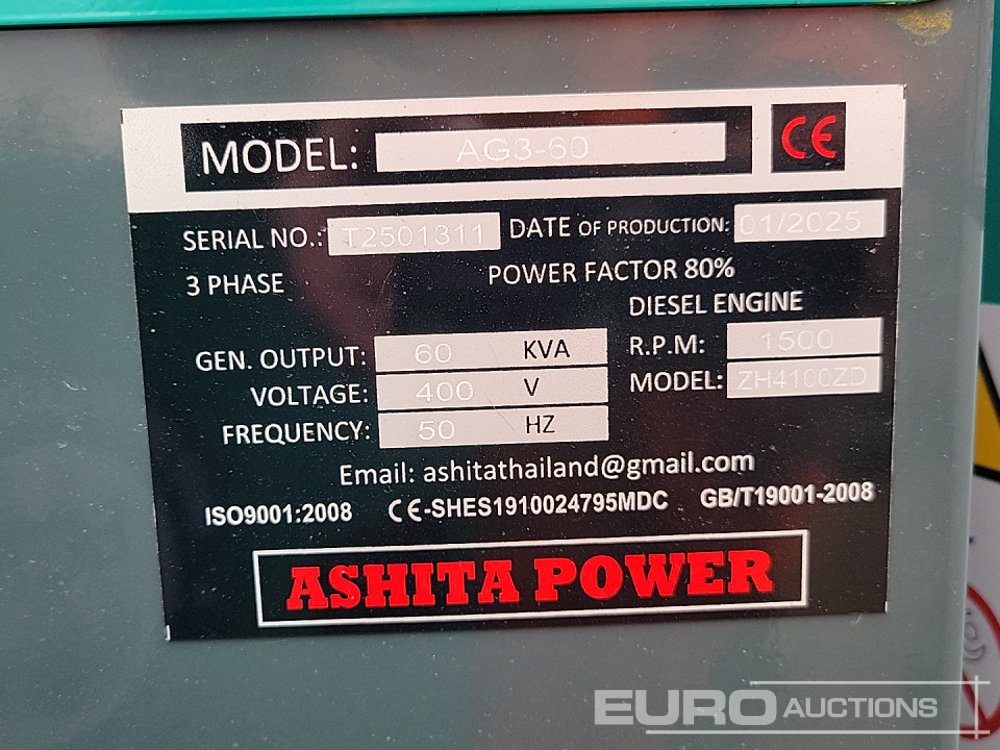 MODEL: AG3-60 CE
SERIAL NO.: T2501311 DATE OF PRODUCTION: 01/2025
3 PHASE POWER FACTOR 80%
DIESEL ENGINE
GEN. OUTPUT: 60 KVA R.P.M: 1500
VOLTAGE: 400 V MODEL: ZH4100ZD
FREQUENCY: 50 HZ
Email: ashitathailand@gmail.com
ISO9001:2008 CE-SHES1910024795MDC GB/T19001-2008
ASHITA POWER
EURO AUCTIONS